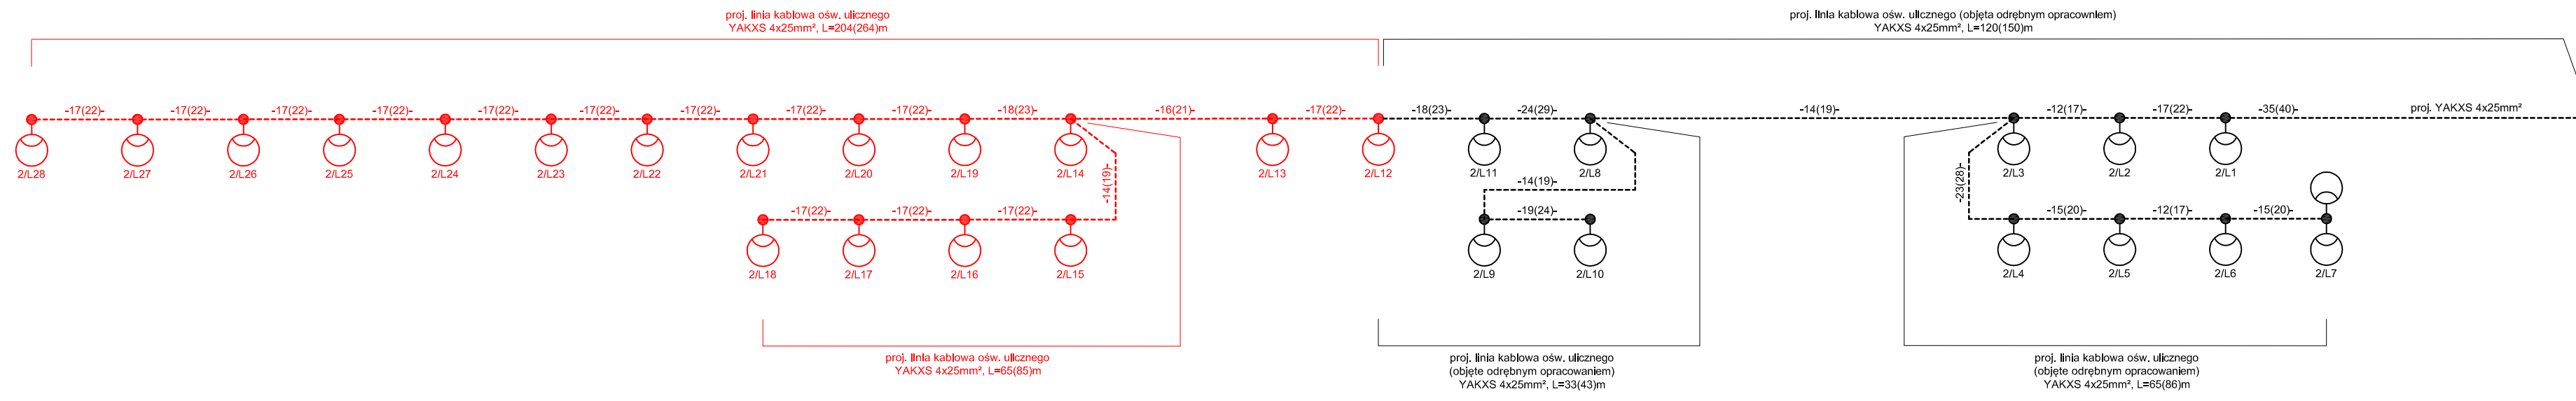 proj. linia kablowa ośw. ulicznego
YAKXS 4x25mm², L=204(264)m
proj. linia kablowa ośw. ulicznego (objęta odrębnym opracowniem)
YAKXS 4x25mm², L=120(150)m
-17(22)- -17(22)- -17(22)- -17(22)- -17(22)- -17(22)- -17(22)- -17(22)- -17(22)- -18(23)- -16(21)- -17(22)- -18(23)- -24(29)- -14(19)- -12(17)- -17(22)- -35(40)- proj. YAKXS 4x25mm²
2/L28 2/L27 2/L26 2/L25 2/L24 2/L23 2/L22 2/L21 2/L20 2/L19 2/L14 2/L13 2/L12 2/L11 2/L8 2/L3 2/L2 2/L1
-14(19)- -14(19)- -23(28)-
-17(22)- -17(22)- -17(22)- -19(24)- -15(20)- -12(17)- -15(20)-
2/L18 2/L17 2/L16 2/L15 2/L9 2/L10 2/L4 2/L5 2/L6 2/L7
proj. linia kablowa ośw. ulicznego
YAKXS 4x25mm², L=65(85)m
proj. linia kablowa ośw. ulicznego
(objęte odrębnym opracowaniem)
YAKXS 4x25mm², L=33(43)m
proj. linia kablowa ośw. ulicznego
(objęte odrębnym opracowaniem)
YAKXS 4x25mm², L=65(86)m